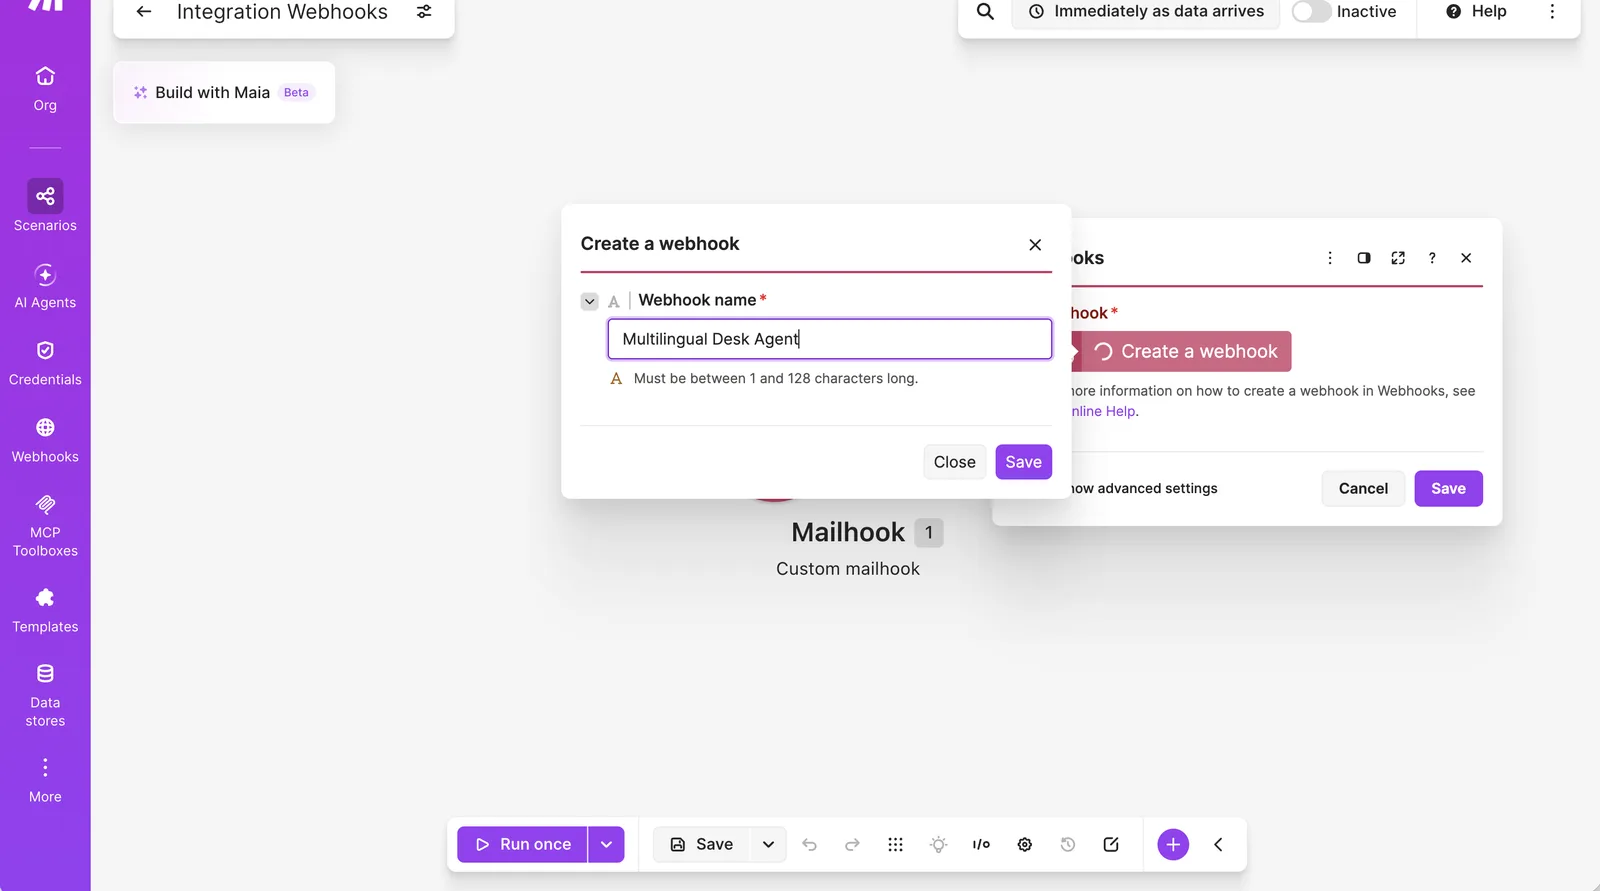 Integration Webhooks
Immediately as data arrives
Inactive
Help
Build with Maia Beta
Org
Scenarios
AI Agents
Credentials
Webhooks
MCP
Toolboxes
Templates
Data
stores
More
Create a webhook
Webhook name *
Multilingual Desk Agent
A Must be between 1 and 128 characters long.
Close
Save
ooks
hook *
Create a webhook
more information on how to create a webhook in Webhooks, see
nline Help.
how advanced settings
Cancel
Save
Mailhook 1
Custom mailhook
Run once
Save